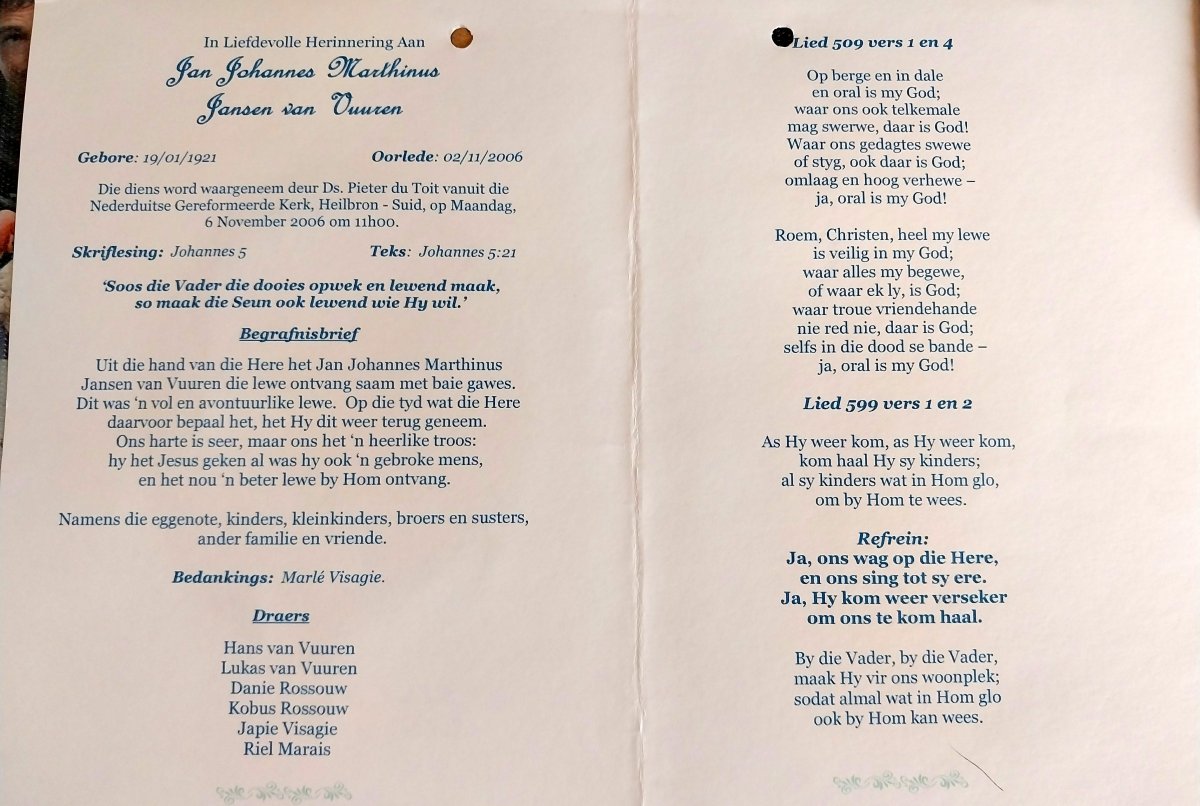 In Liefdevolle Herinnering Aan
Jan Johannes Marthinus
Jansen van Vuuren
Gebore: 19/01/1921 Oorlede: 02/11/2006
Die diens word waargeneem deur Ds. Pieter du Toit vanuit die
Nederduitse Gereformeerde Kerk, Heilbron - Suid, op Maandag,
6 November 2006 om 11h00.
Skriflesing: Johannes 5 Teks: Johannes 5:21
‘Soos die Vader die dooies opwek en lewend maak,
so maak die Seun ook lewend wie Hy wil.’
Begrafnisbrief
Uit die hand van die Here het Jan Johannes Marthinus
Jansen van Vuuren die lewe ontvang saam met baie gawes.
Dit was ‘n vol en avontuurlike lewe. Op die tyd wat die Here
daarvoor bepaal het, het Hy dit weer terug geneem.
Ons harte is seer, maar ons het ‘n heerlike troos:
hy het Jesus geken al was hy ook ‘n gebroke mens,
en het nou ‘n beter lewe by Hom ontvang.
Namens die eggenote, kinders, kleinkinders, broers en susters,
ander familie en vriende.
Bedankings: Marlé Visagie.
Draers
Hans van Vuuren
Lukas van Vuuren
Danie Rossouw
Kobus Rossouw
Japie Visagie
Riel Marais
Lied 509 vers 1 en 4
Op berge en in dale
en oral is my God;
waar ons ook telkemale
mag swerwe, daar is God!
Waar ons gedagtes swewe
of styg, ook daar is God;
omlaag en hoog verhewe –
ja, oral is my God!
Roem, Christen, heel my lewe
is veilig in my God;
waar alles my begewe,
of waar ek ly, is God;
waar troue vriendehande
nie red nie, daar is God;
selfs in die dood se bande –
ja, oral is my God!
Lied 599 vers 1 en 2
As Hy weer kom, as Hy weer kom,
kom haal Hy sy kinders;
al sy kinders wat in Hom glo,
om by Hom te wees.
Refrein:
Ja, ons wag op die Here,
en ons sing tot sy ere.
Ja, Hy kom weer verseker
om ons te kom haal.
By die Vader, by die Vader,
maak Hy vir ons woonplek;
sodat almal wat in Hom glo
ook by Hom kan wees.